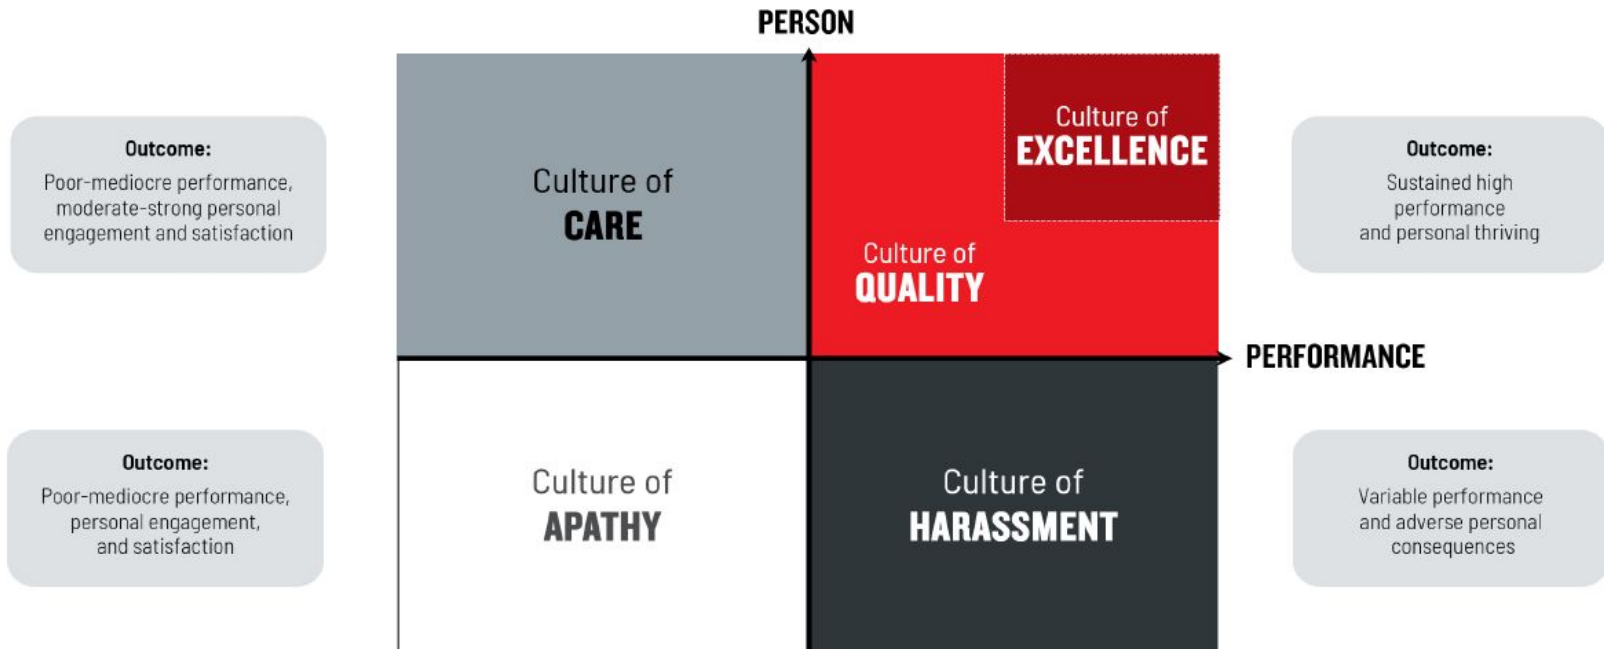 PERSON
Outcome:
Poor-mediocre performance,
moderate-strong personal
engagement and satisfaction
Culture of
CARE
Culture of
EXCELLENCE
Culture of
QUALITY
Outcome:
Sustained high
performance
and personal thriving
PERFORMANCE
Outcome:
Poor-mediocre performance,
personal engagement,
and satisfaction
Culture of
APATHY
Culture of
HARASSMENT
Outcome:
Variable performance
and adverse personal
consequences